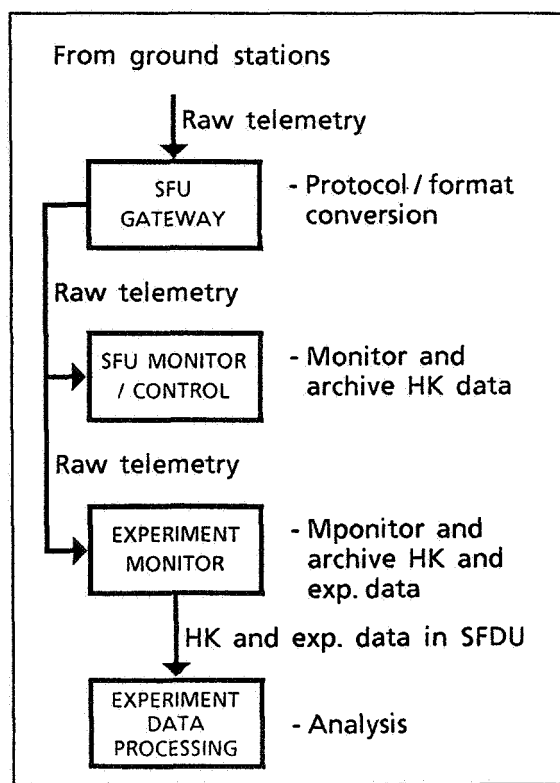 From ground stations
Raw telemetry
SFU
GATEWAY
- Protocol / format
conversion
Raw telemetry
SFU MONITOR
/ CONTROL
- Monitor and
archive HK data
Raw telemetry
EXPERIMENT
MONITOR
- Mponitor and
archive HK and
exp. data
HK and exp. data in SFDU
EXPERIMENT
DATA
PROCESSING
- Analysis